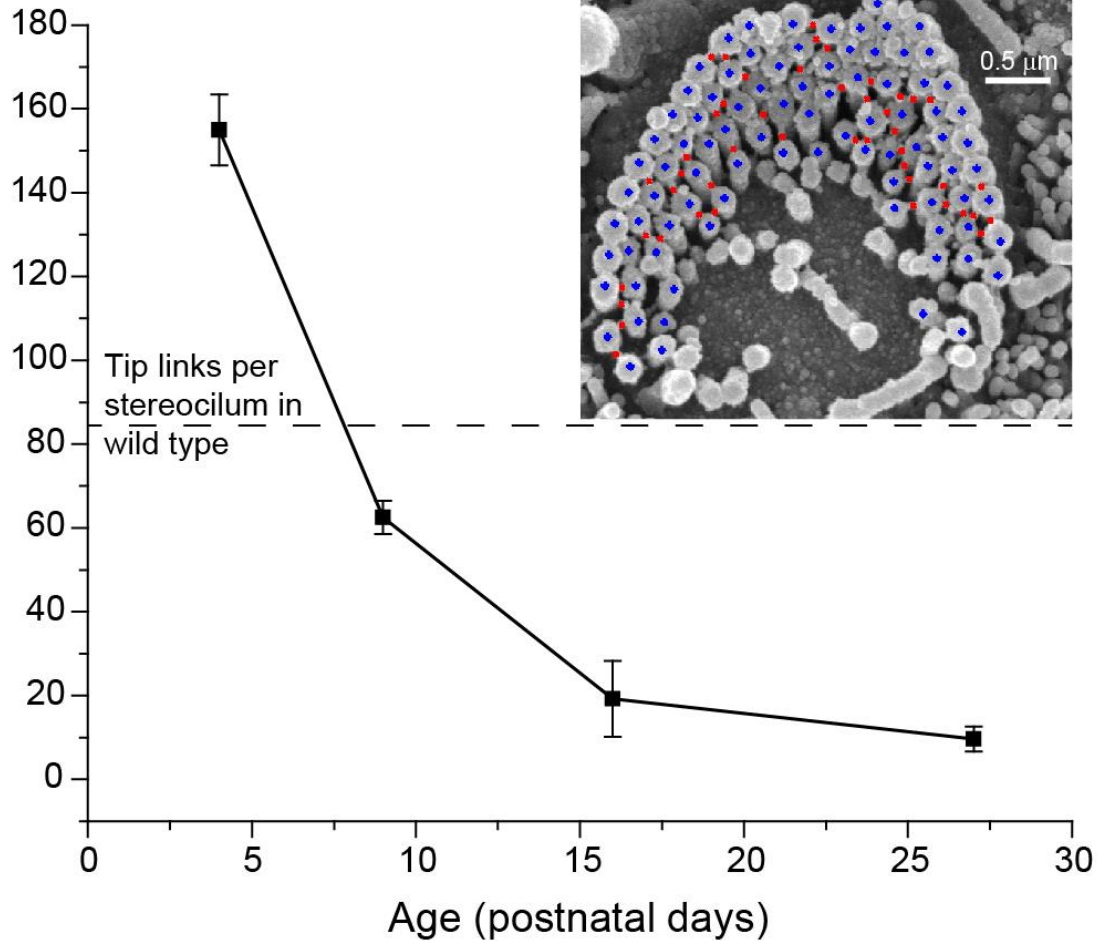 180
160
140
120
100
80
60
40
20
0
Tip links per
stereocilum in
wild type
0.5 μm
0 5 10 15 20 25 30
Age (postnatal days)